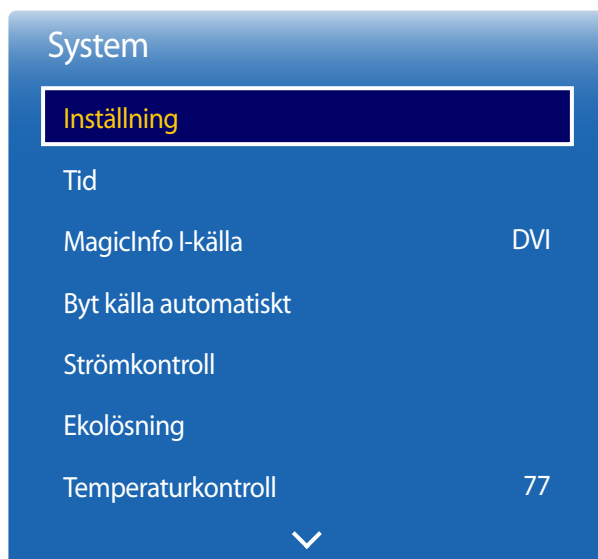 System
Inställning
Tid
MagicInfo I-källa DVI
Byt källa automatiskt
Strömkontroll
Ekolösning
Temperaturkontroll 77